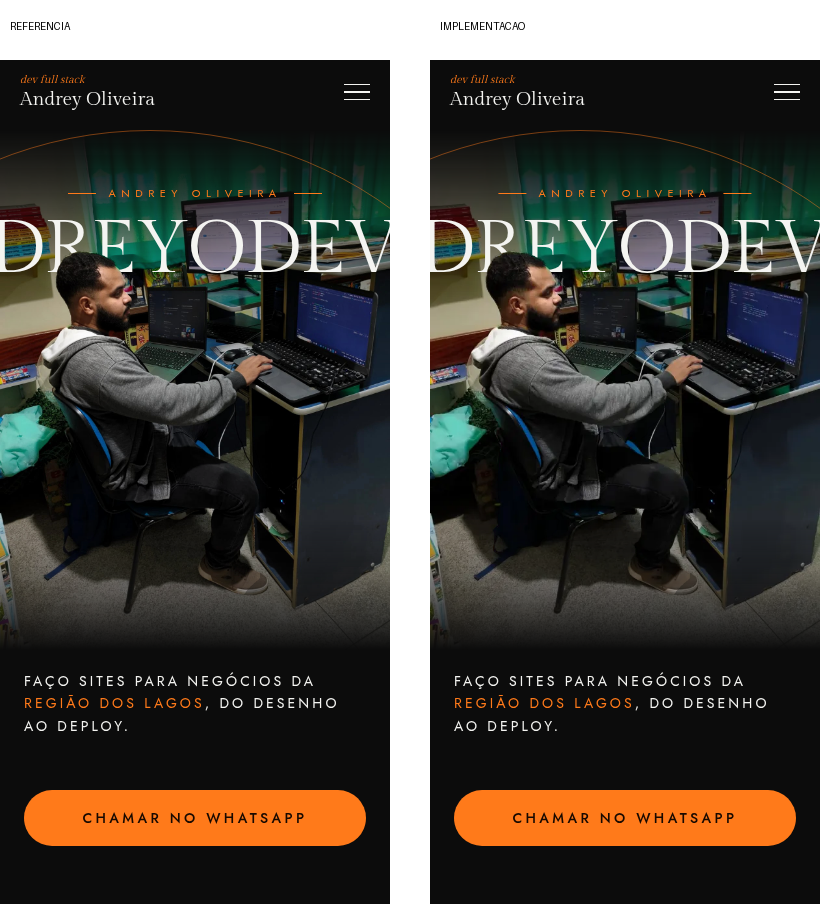 REFERENCIA
dev full stack
Andrey Oliveira
ANDREY OLIVEIRA
DREYODEV
FAÇO SITES PARA NEGÓCIOS DA
REGIÃO DOS LAGOS, DO DESENHO
AO DEPLOY.
CHAMAR NO WHATSAPP
IMPLEMENTACAO
dev full stack
Andrey Oliveira
ANDREY OLIVEIRA
DREYODEV
FAÇO SITES PARA NEGÓCIOS DA
REGIÃO DOS LAGOS, DO DESENHO
AO DEPLOY.
CHAMAR NO WHATSAPP